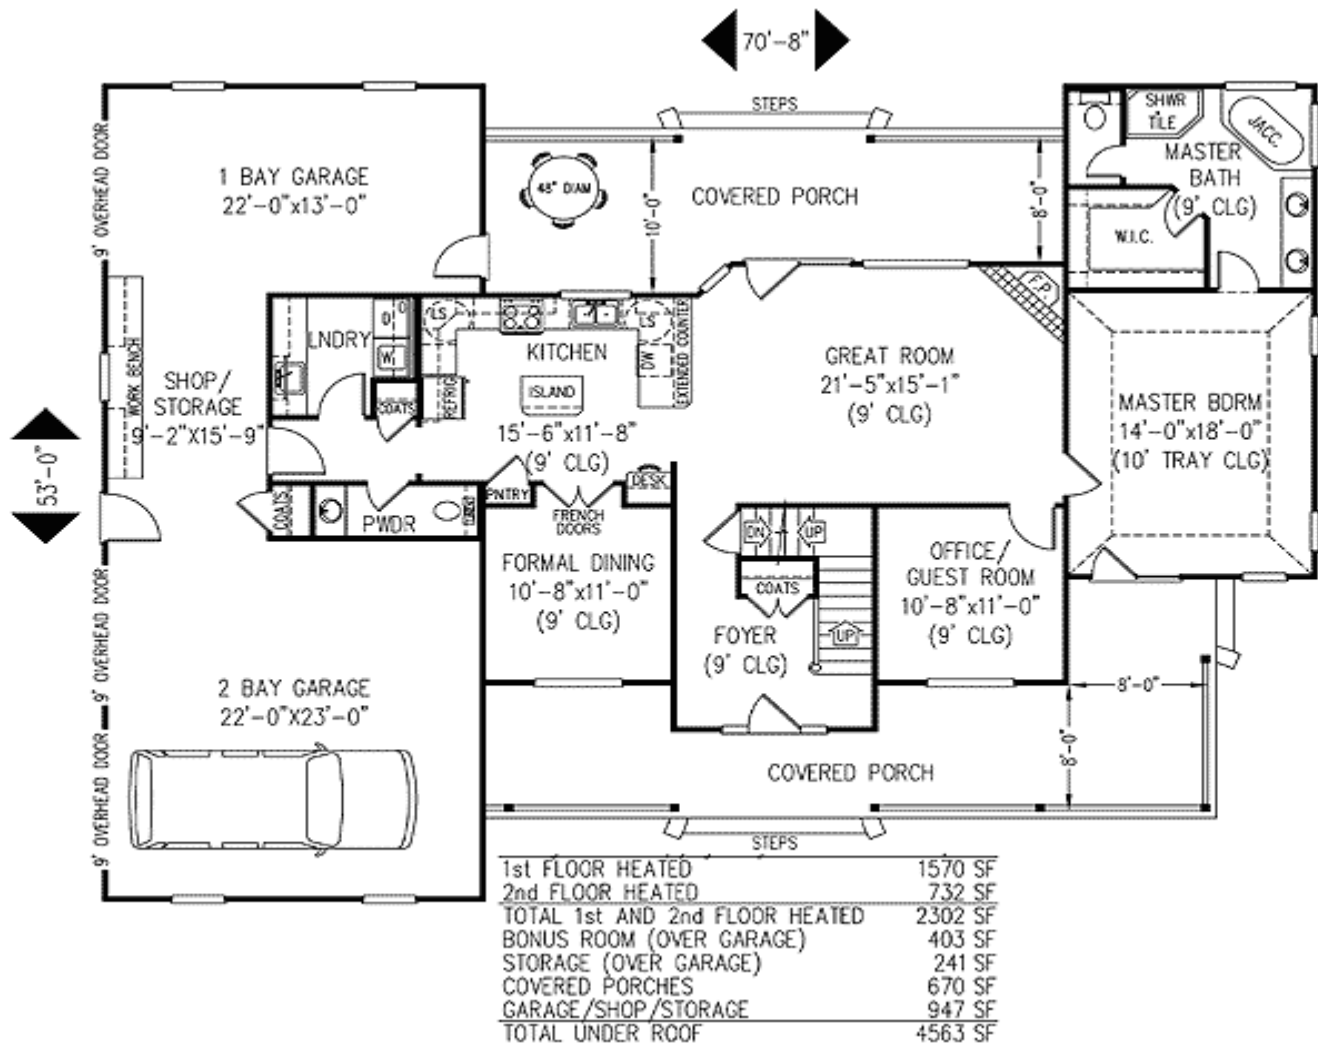 70'-8"
STEPS
SHWR
TILE
JACC.
MASTER
BATH
(9' CLG)
W.I.C.
9' OVERHEAD DOOR
1 BAY GARAGE
22'-0"x13'-0"
48" DIAM
10'-0"
COVERED PORCH
8'-0"
F.P.
LNDRY
D
W
LS
LS
KITCHEN
DW
EXTENDED COUNTER
REFRIG
ISLAND
15'-6"x11'-8"
(9' CLG)
COATS
GREAT ROOM
21'-5"x15'-1"
(9' CLG)
MASTER BDRM
14'-0"x18'-0"
(10' TRAY CLG)
WORK BENCH
SHOP/
STORAGE
9'-2"X15'-9"
53'-0"
COATS
PWDR
PNTRY
DESK
FRENCH
DOORS
FORMAL DINING
10'-8"x11'-0"
(9' CLG)
DN
UP
COATS
UP
FOYER
(9' CLG)
OFFICE/
GUEST ROOM
10'-8"x11'-0"
(9' CLG)
9' OVERHEAD DOOR
2 BAY GARAGE
22'-0"X23'-0"
9' OVERHEAD DOOR
8'-0"
8'-0"
COVERED PORCH
STEPS
1st FLOOR HEATED 1570 SF
2nd FLOOR HEATED 732 SF
TOTAL 1st AND 2nd FLOOR HEATED 2302 SF
BONUS ROOM (OVER GARAGE) 403 SF
STORAGE (OVER GARAGE) 241 SF
COVERED PORCHES 670 SF
GARAGE/SHOP/STORAGE 947 SF
TOTAL UNDER ROOF 4563 SF